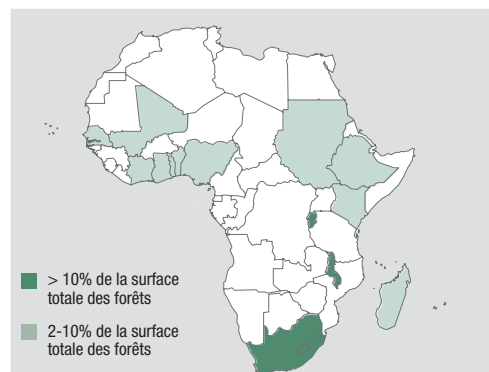 > 10% de la surface
totale des forêts
2-10% de la surface
totale des forêts